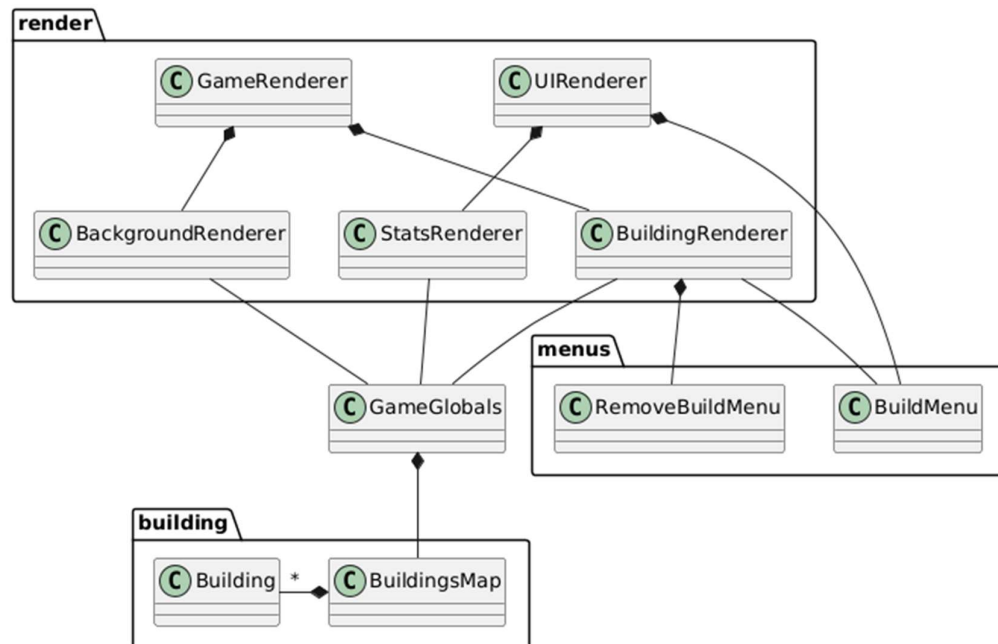 render
C GameRenderer
C UIRenderer
C BackgroundRenderer
C StatsRenderer
C BuildingRenderer
menus
C GameGlobals
C RemoveBuildMenu
C BuildMenu
building
C Building
*
C BuildingsMap